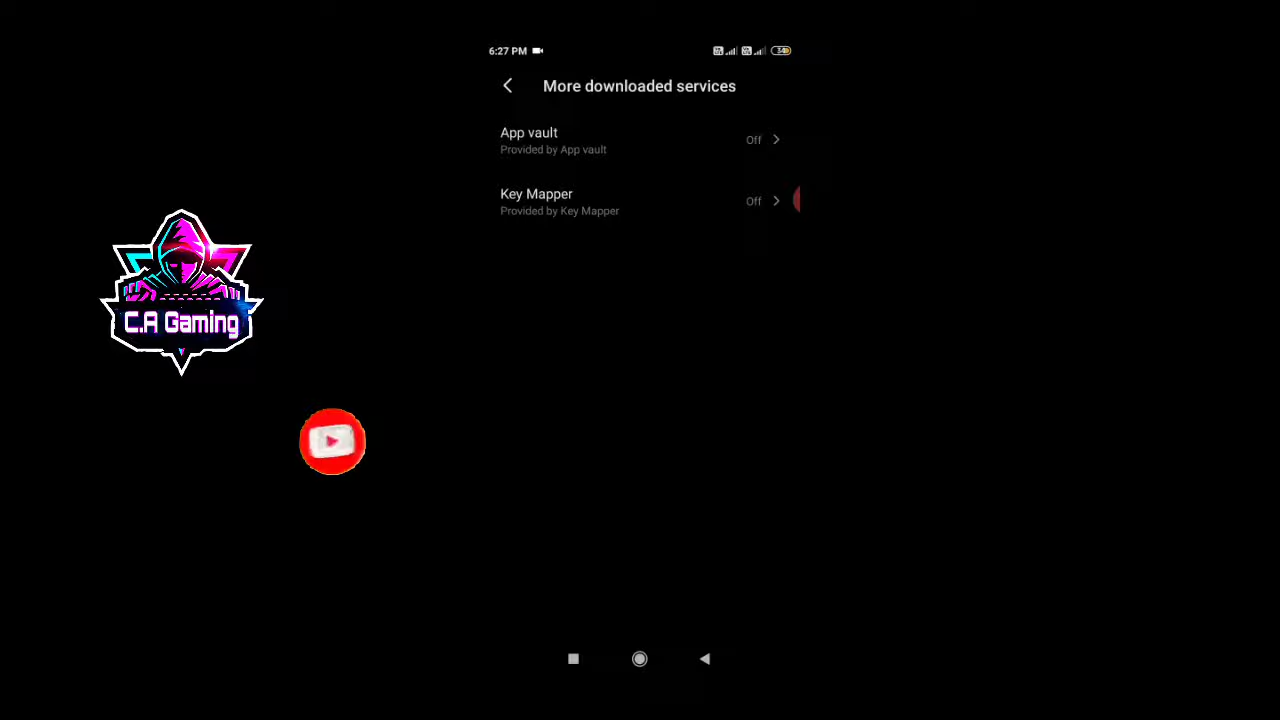 6:27 PM
More downloaded services
App vault
Provided by App vault
Off
Key Mapper
Provided by Key Mapper
Off
C.A Gaming